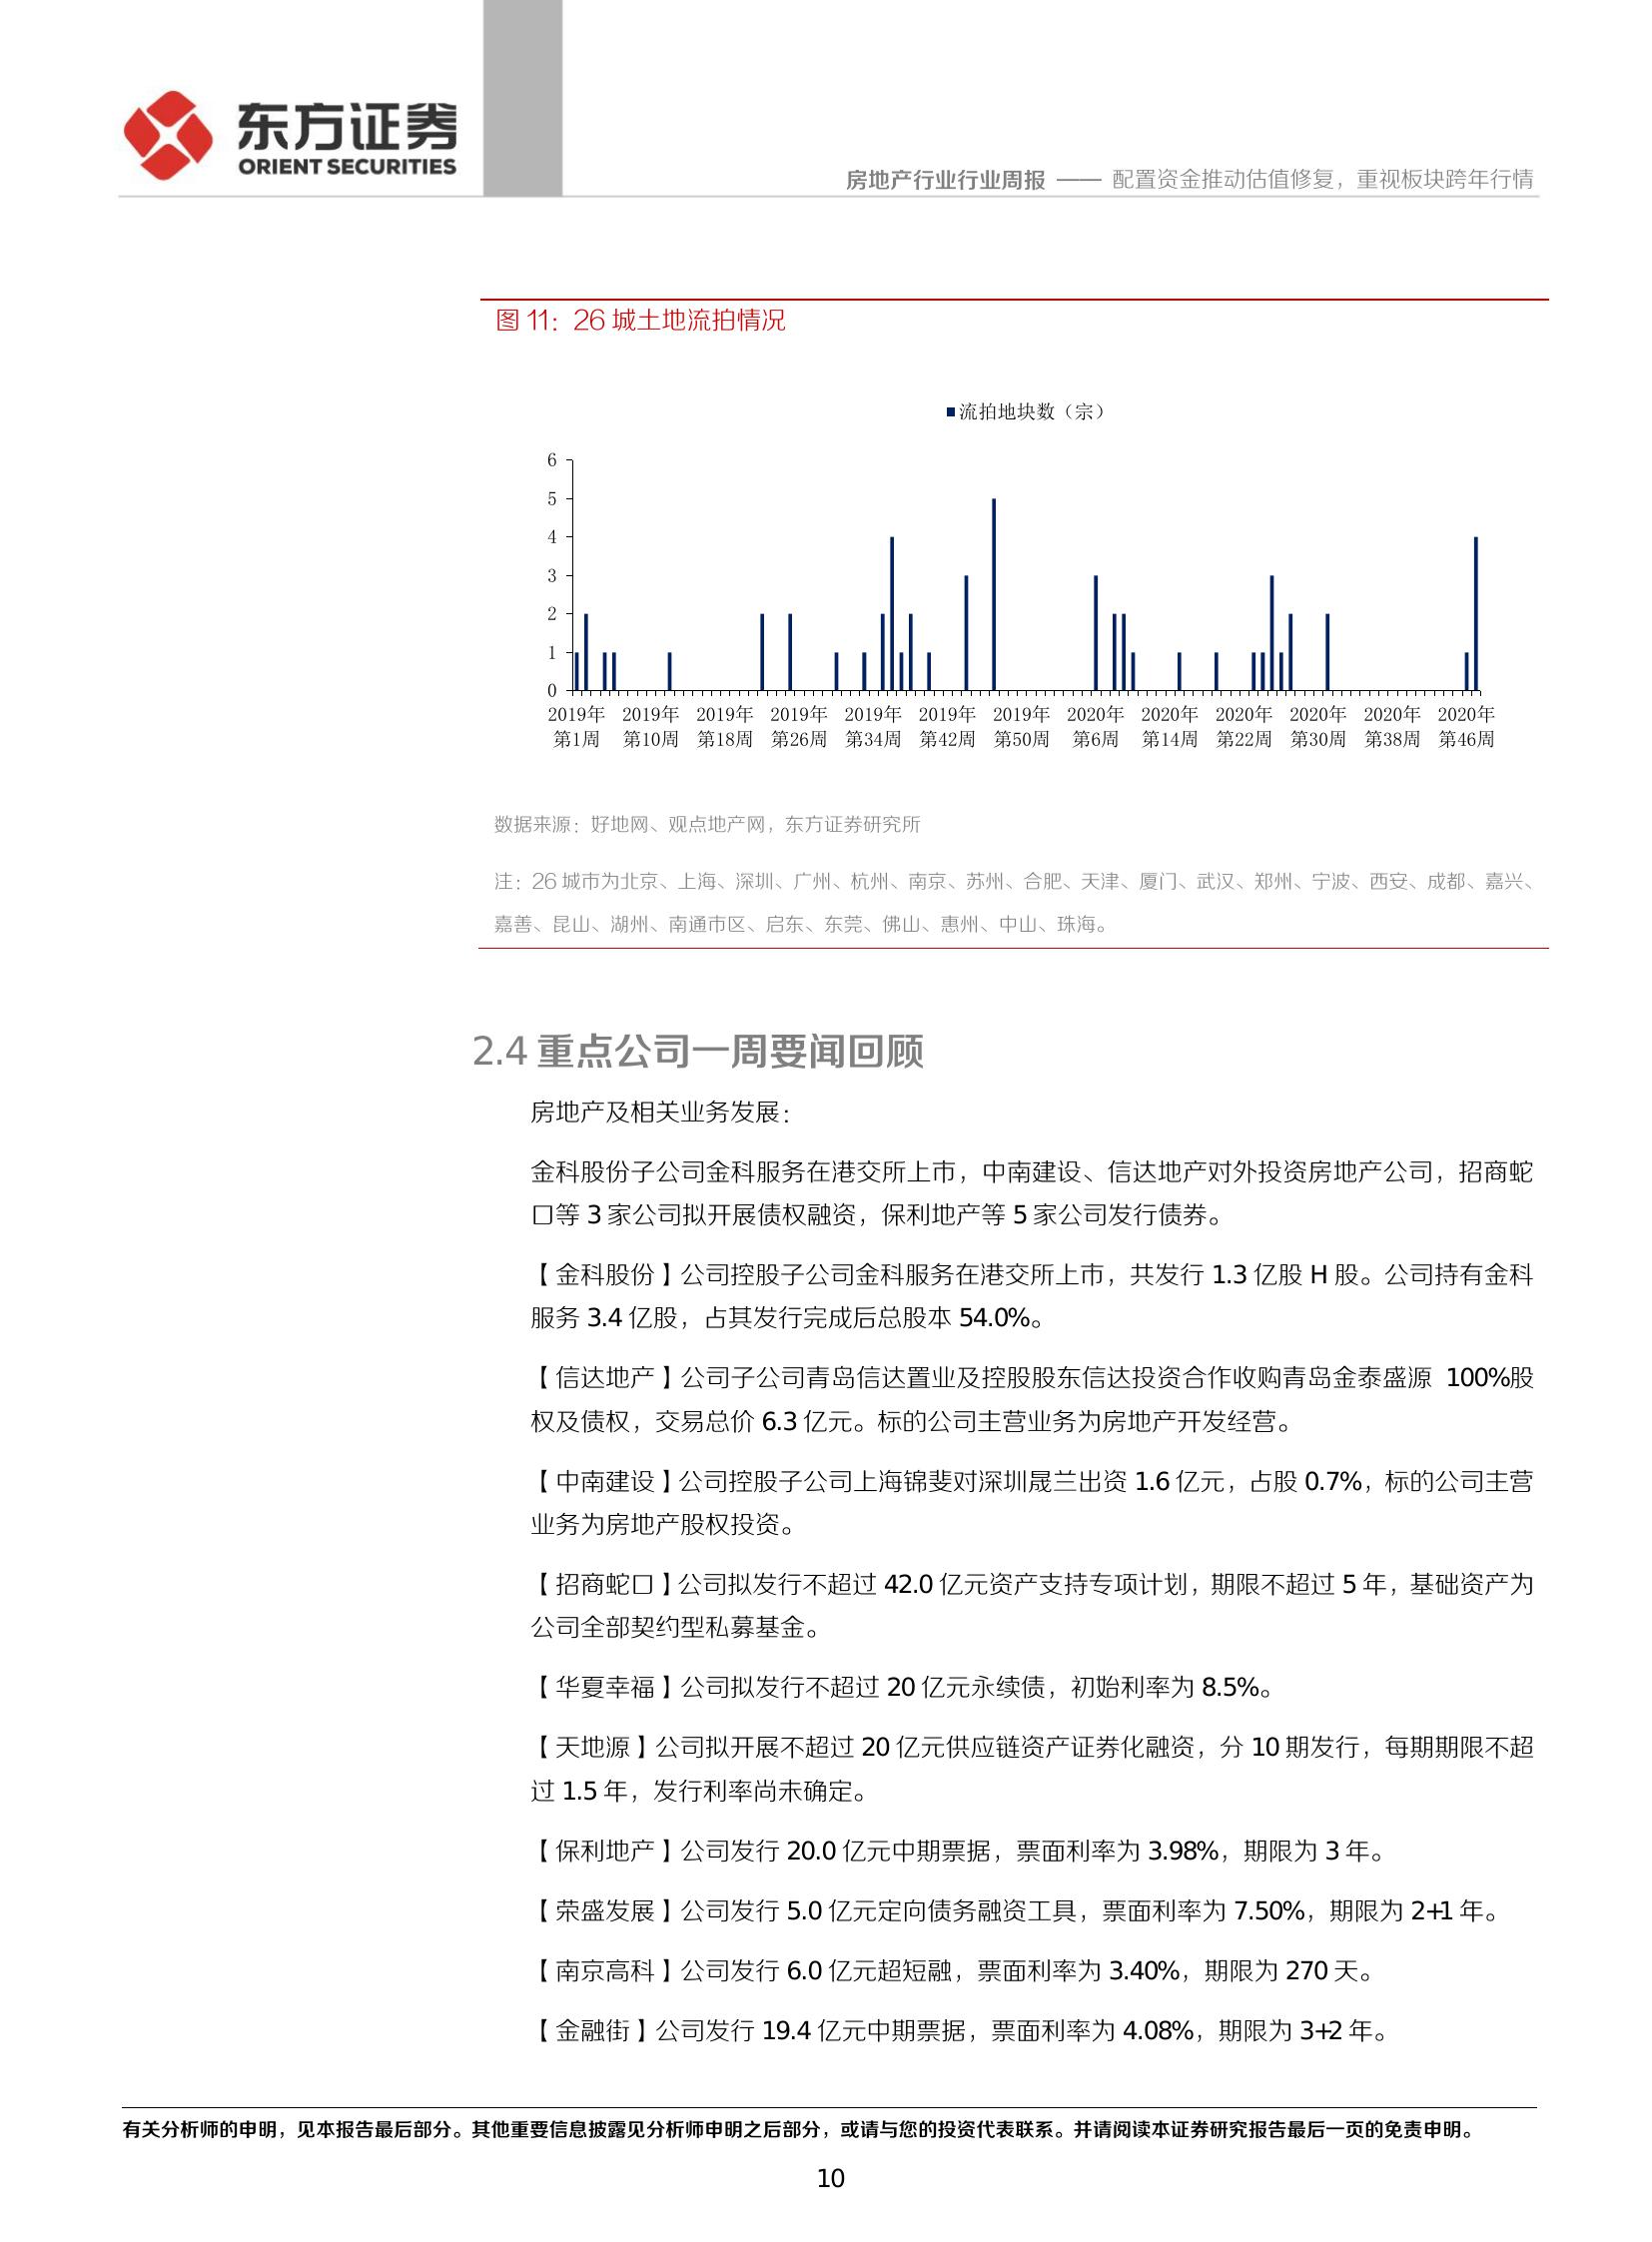 东方证券
ORIENT SECURITIES
房地产行业行业周报 —— 配置资金推动估值修复，重视板块跨年行情
图 11：26 城土地流拍情况
流拍地块数（宗）
6
5
4
3
2
1
0
2019年 2019年 2019年 2019年 2019年 2019年 2019年 2020年 2020年 2020年 2020年 2020年 2020年
第1周 第10周 第18周 第26周 第34周 第42周 第50周 第6周 第14周 第22周 第30周 第38周 第46周
数据来源：好地网、观点地产网，东方证券研究所
注：26 城市为北京、上海、深圳、广州、杭州、南京、苏州、合肥、天津、厦门、武汉、郑州、宁波、西安、成都、嘉兴、
嘉善、昆山、湖州、南通市区、启东、东莞、佛山、惠州、中山、珠海。
2.4 重点公司一周要闻回顾
房地产及相关业务发展：
金科股份子公司金科服务在港交所上市，中南建设、信达地产对外投资房地产公司，招商蛇
口等 3 家公司拟开展债权融资，保利地产等 5 家公司发行债券。
【金科股份】公司控股子公司金科服务在港交所上市，共发行 1.3 亿股 H 股。公司持有金科
服务 3.4 亿股，占其发行完成后总股本 54.0%。
【信达地产】公司子公司青岛信达置业及控股股东信达投资合作收购青岛金泰盛源 100%股
权及债权，交易总价 6.3 亿元。标的公司主营业务为房地产开发经营。
【中南建设】公司控股子公司上海锦斐对深圳晟兰出资 1.6 亿元，占股 0.7%，标的公司主营
业务为房地产股权投资。
【招商蛇口】公司拟发行不超过 42.0 亿元资产支持专项计划，期限不超过 5 年，基础资产为
公司全部契约型私募基金。
【华夏幸福】公司拟发行不超过 20 亿元永续债，初始利率为 8.5%。
【天地源】公司拟开展不超过 20 亿元供应链资产证券化融资，分 10 期发行，每期期限不超
过 1.5 年，发行利率尚未确定。
【保利地产】公司发行 20.0 亿元中期票据，票面利率为 3.98%，期限为 3 年。
【荣盛发展】公司发行 5.0 亿元定向债务融资工具，票面利率为 7.50%，期限为 2+1 年。
【南京高科】公司发行 6.0 亿元超短融，票面利率为 3.40%，期限为 270 天。
【金融街】公司发行 19.4 亿元中期票据，票面利率为 4.08%，期限为 3+2 年。
有关分析师的申明，见本报告最后部分。其他重要信息披露见分析师申明之后部分，或请与您的投资代表联系。并请阅读本证券研究报告最后一页的免责申明。
10